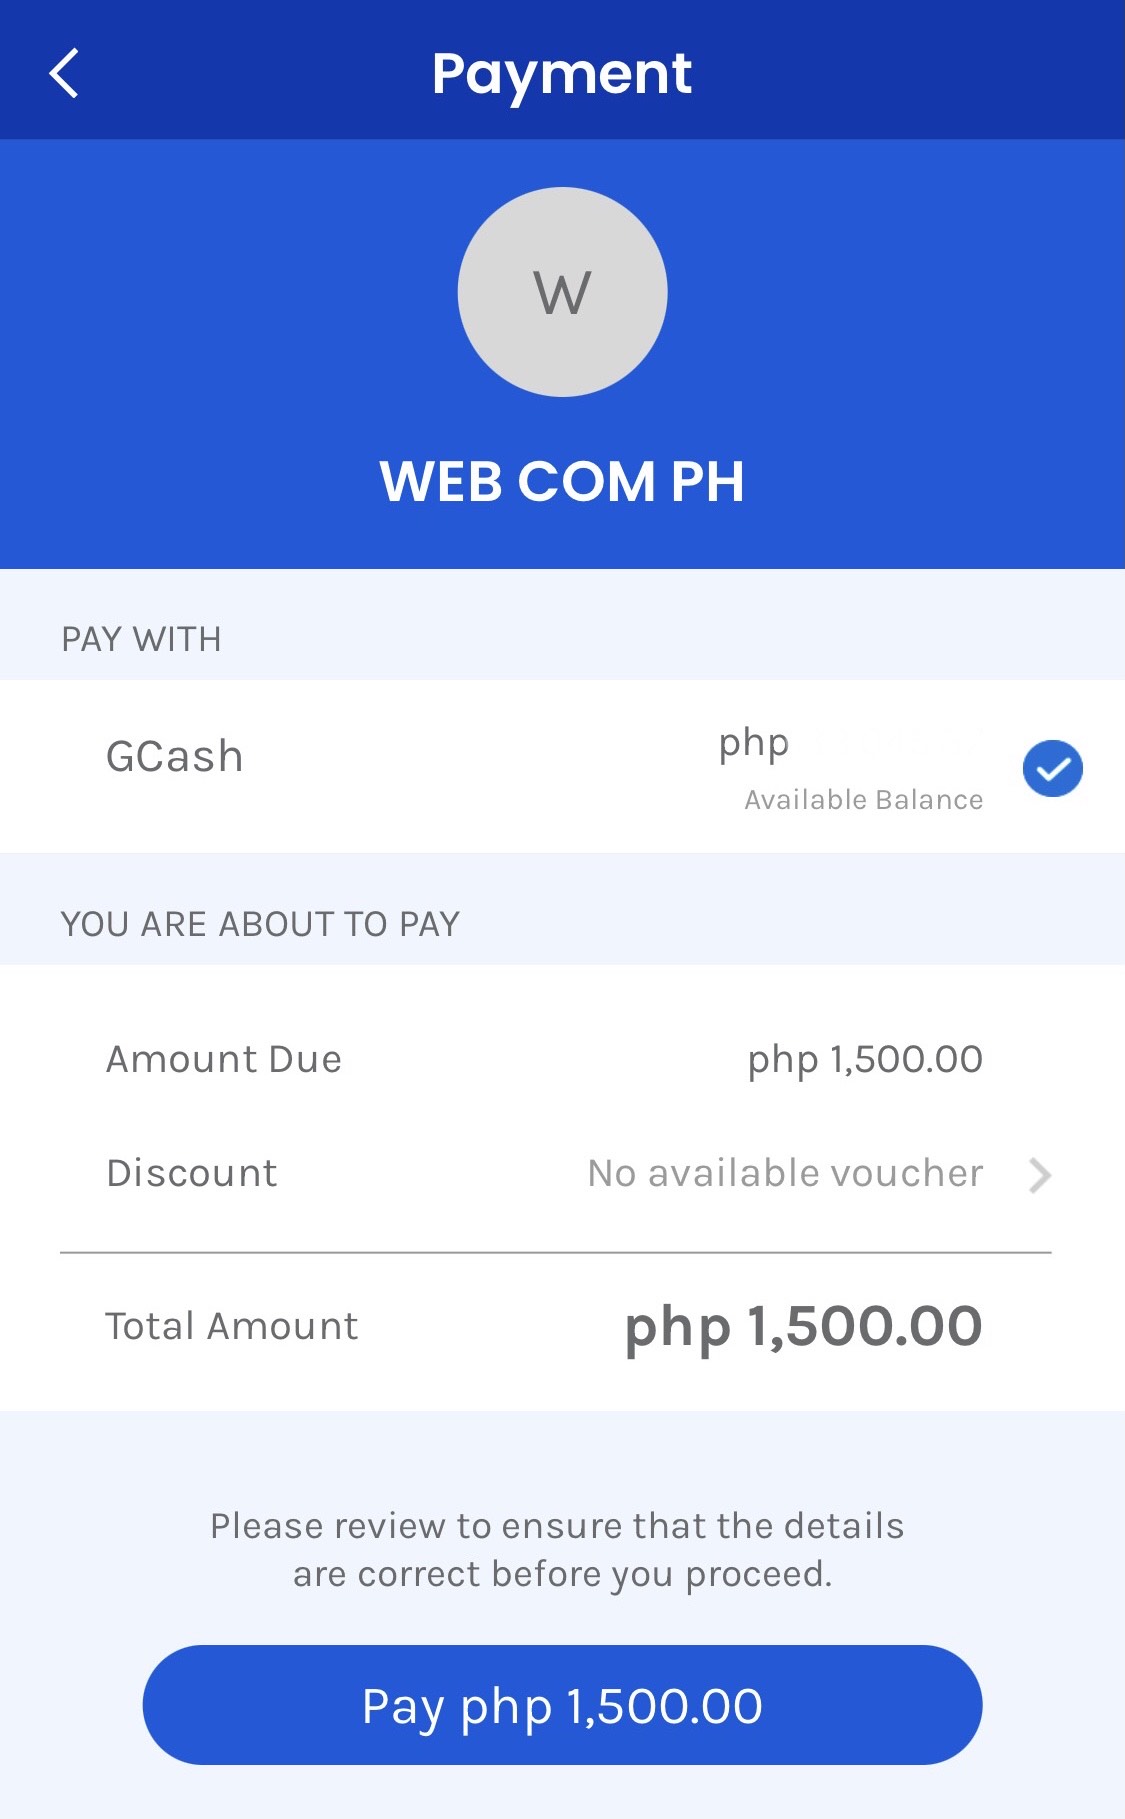 Payment
W
WEB COM PH
PAY WITH
GCash
php
Available Balance
YOU ARE ABOUT TO PAY
Amount Due
php 1,500.00
Discount
No available voucher
Total Amount
php 1,500.00
Please review to ensure that the details
are correct before you proceed.
Pay php 1,500.00